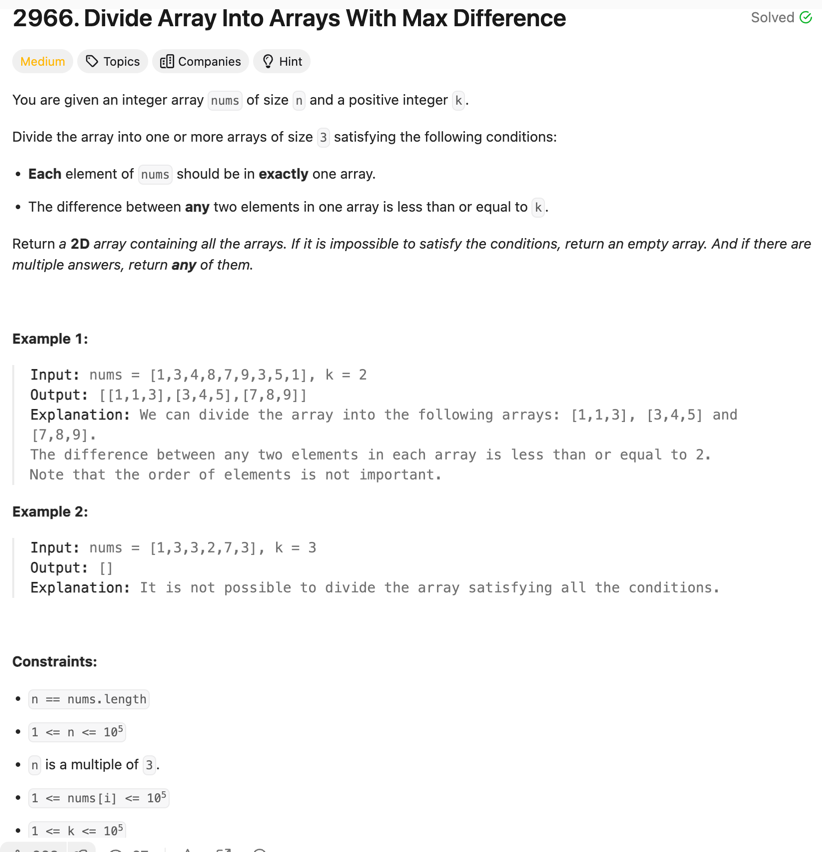 2966. Divide Array Into Arrays With Max Difference
Solved
Medium Topics Companies Hint
You are given an integer array nums of size n and a positive integer k.
Divide the array into one or more arrays of size 3 satisfying the following conditions:
• Each element of nums should be in exactly one array.
• The difference between any two elements in one array is less than or equal to k.
Return a 2D array containing all the arrays. If it is impossible to satisfy the conditions, return an empty array. And if there are
multiple answers, return any of them.
Example 1:
Input: nums = [1,3,4,8,7,9,3,5,1], k = 2
Output: [[1,1,3],[3,4,5],[7,8,9]]
Explanation: We can divide the array into the following arrays: [1,1,3], [3,4,5] and
[7,8,9].
The difference between any two elements in each array is less than or equal to 2.
Note that the order of elements is not important.
Example 2:
Input: nums = [1,3,3,2,7,3], k = 3
Output: []
Explanation: It is not possible to divide the array satisfying all the conditions.
Constraints:
• n == nums.length
• 1 <= n <= 10⁵
• n is a multiple of 3.
• 1 <= nums[i] <= 10⁵
• 1 <= k <= 10⁵